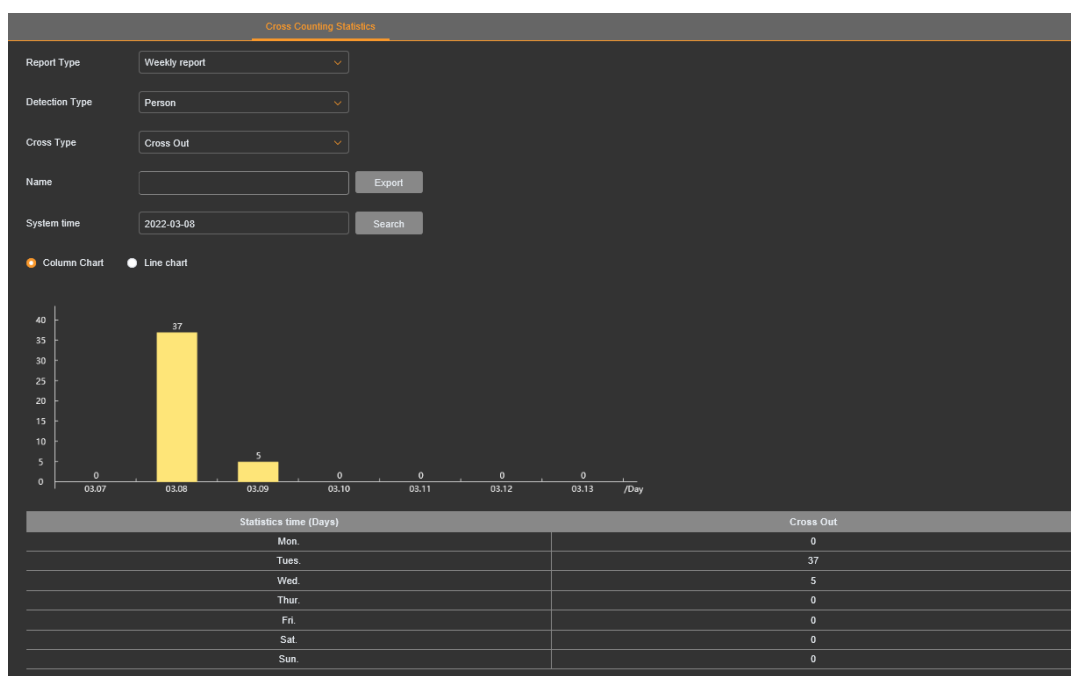 Cross Counting Statistics
Report Type Weekly report
Detection Type Person
Cross Type Cross Out
Name Export
System time 2022-03-08 Search
Column Chart Line chart
40
35
30
25
20
15
10
5
0
0 37 5 0 0 0 0
03.07 03.08 03.09 03.10 03.11 03.12 03.13 /Day
Statistics time (Days) Cross Out
Mon. 0
Tues. 37
Wed. 5
Thur. 0
Fri. 0
Sat. 0
Sun. 0